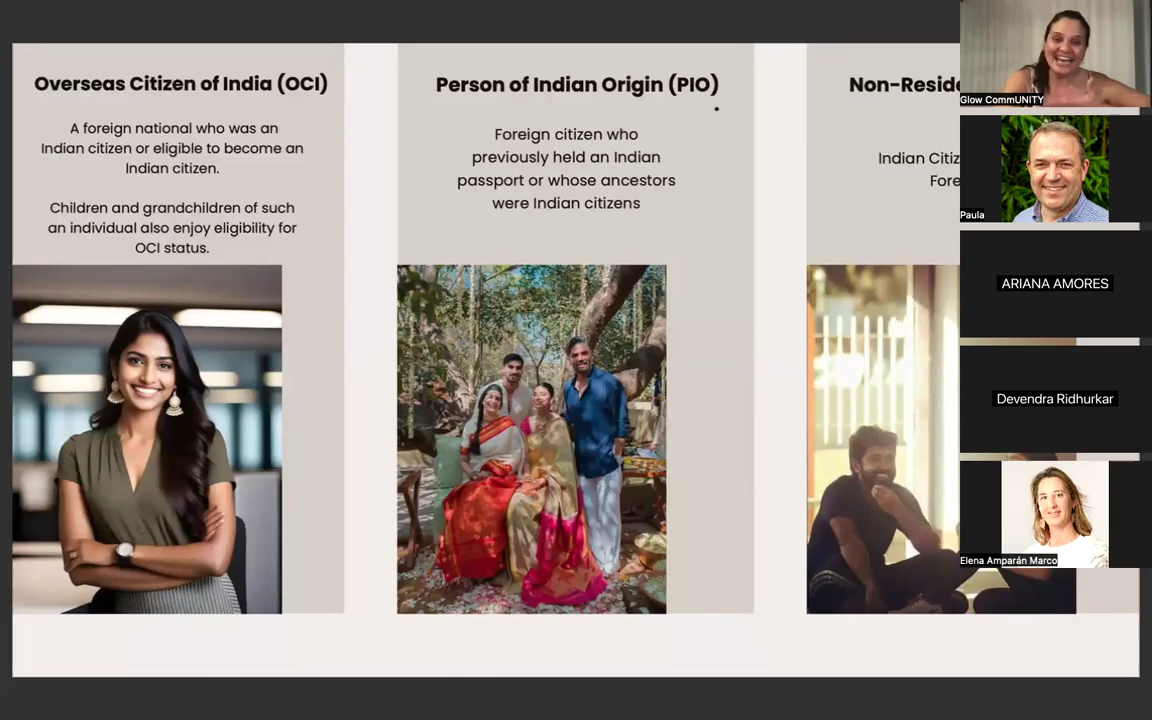 Overseas Citizen of India (OCI)
A foreign national who was an
Indian citizen or eligible to become an
Indian citizen.
Children and grandchildren of such
an individual also enjoy eligibility for
OCI status.
Person of Indian Origin (PIO)
Foreign citizen who
previously held an Indian
passport or whose ancestors
were Indian citizens
Non-Reside
Indian Citiz
Fore
Glow CommUNITY
Paula
ARIANA AMORES
Devendra Ridhurkar
Elena Amparán Marco